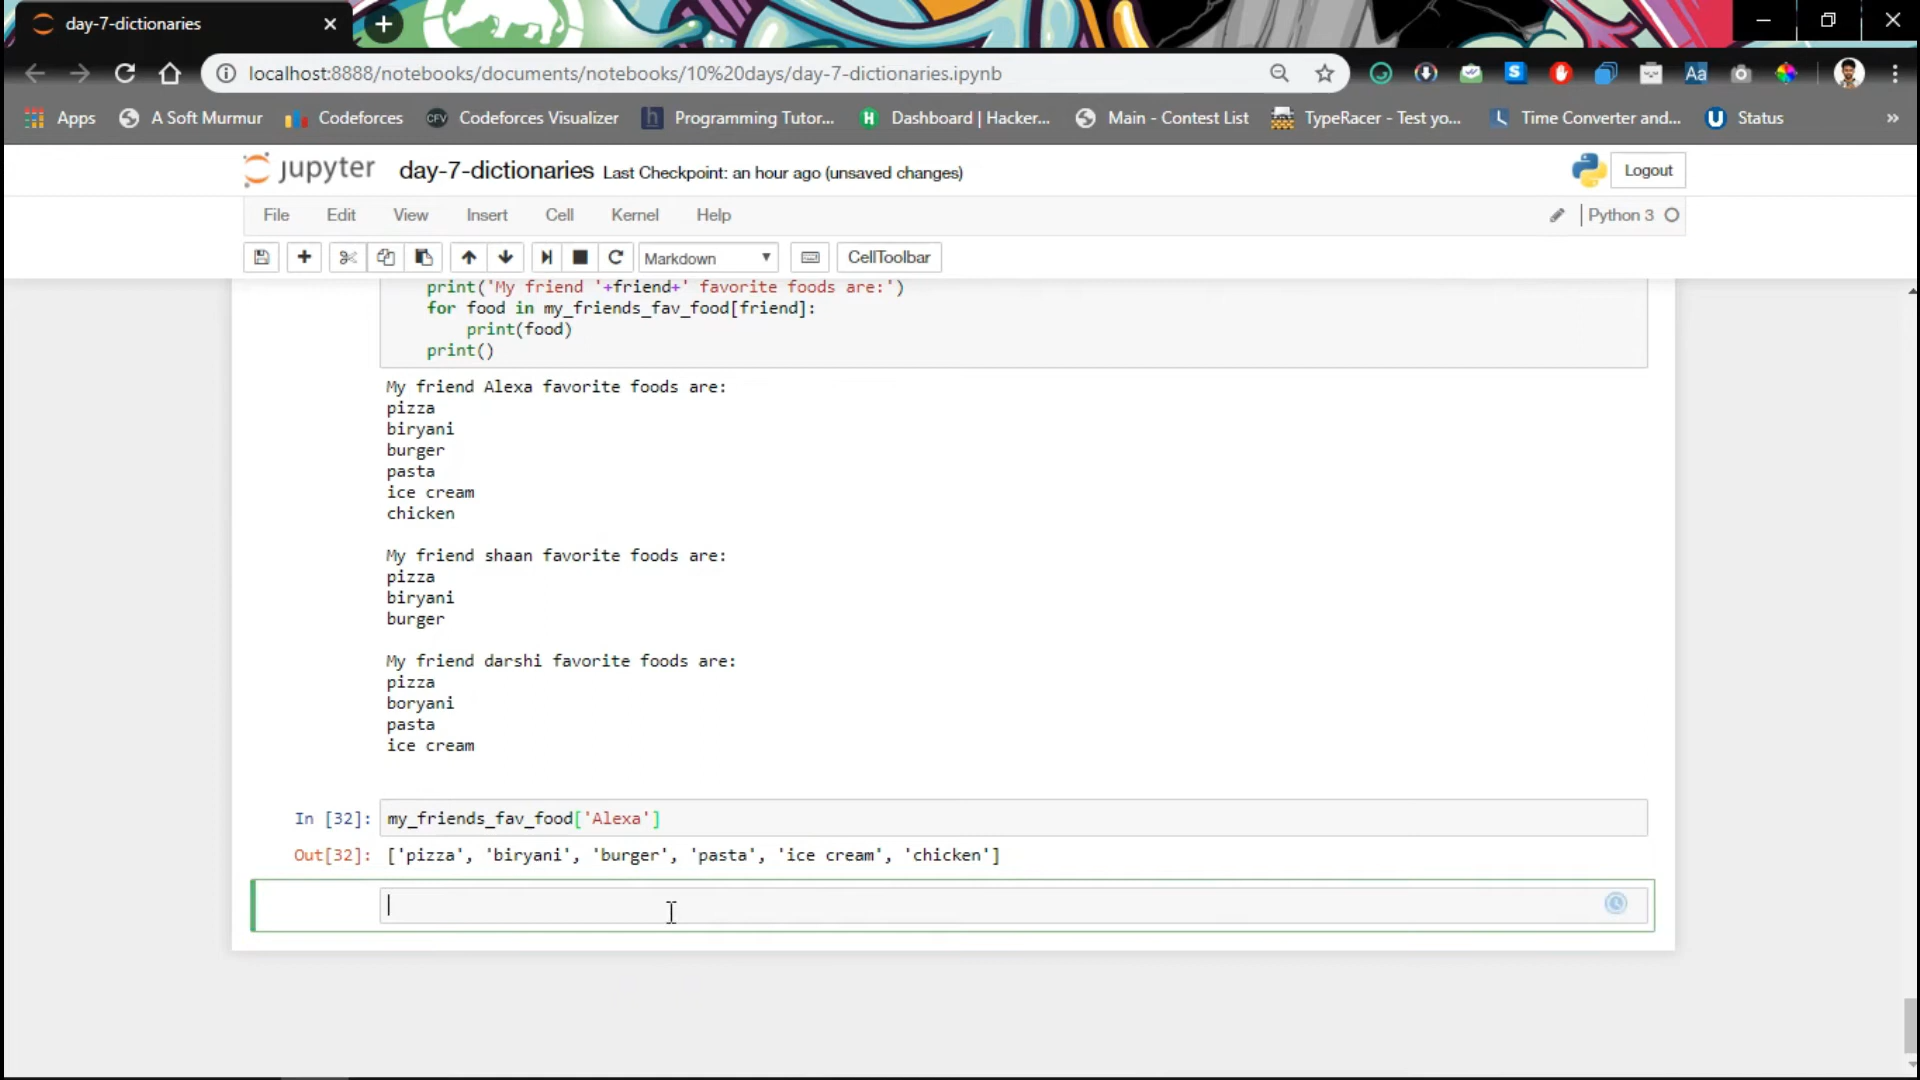 day-7-dictionaries
localhost:8888/notebooks/documents/notebooks/10%20days/day-7-dictionaries.ipynb
Apps A Soft Murmur Codeforces CFV Codeforces Visualizer h Programming Tutor... H Dashboard | Hacker... Main - Contest List TypeRacer - Test yo... Time Converter and... U Status »
jupyter day-7-dictionaries Last Checkpoint: an hour ago (unsaved changes) Logout
File Edit View Insert Cell Kernel Help Python 3
Markdown CellToolbar
print('My friend '+friend+' favorite foods are:')
for food in my_friends_fav_food[friend]:
print(food)
print()
My friend Alexa favorite foods are:
pizza
biryani
burger
pasta
ice cream
chicken
My friend shaan favorite foods are:
pizza
biryani
burger
My friend darshi favorite foods are:
pizza
boryani
pasta
ice cream
In [32]: my_friends_fav_food['Alexa']
Out[32]: ['pizza', 'biryani', 'burger', 'pasta', 'ice cream', 'chicken']